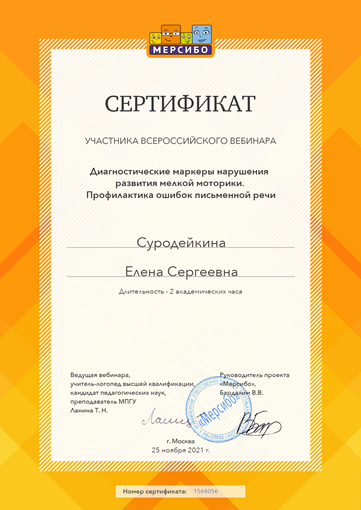 МЕРСИБО
СЕРТИФИКАТ
УЧАСТНИКА ВСЕРОССИЙСКОГО ВЕБИНАРА
Диагностические маркеры нарушения
развития мелкой моторики.
Профилактика ошибок письменной речи
Суродейкина
Елена Сергеевна
Длительность - 2 академических часа
Ведущая вебинара,
учитель-логопед высшей квалификации,
кандидат педагогических наук,
преподаватель МПГУ
Ланина Т. Н.
Руководитель проекта
«Мерсибо»,
Бардалим В.В.
«Мерсибо»
г. Москва
25 ноября 2021 г.
Номер сертификата: 1568056